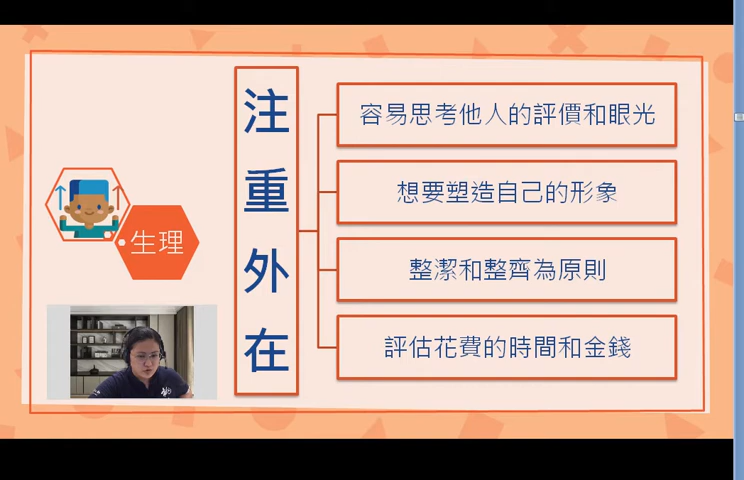 注重外在
容易思考他人的評價和眼光
想要塑造自己的形象
生理
整潔和整齊為原則
評估花費的時間和金錢